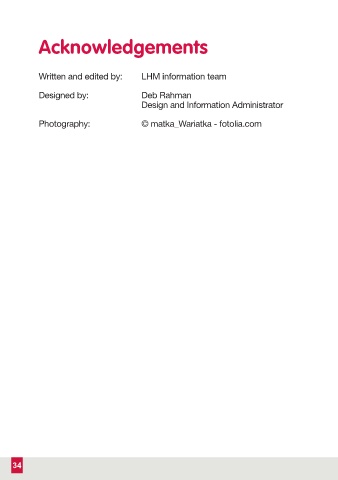 Acknowledgements
Written and edited by: LHM information team
Designed by: Deb Rahman
Design and Information Administrator
Photography: © matka_Wariatka - fotolia.com
34